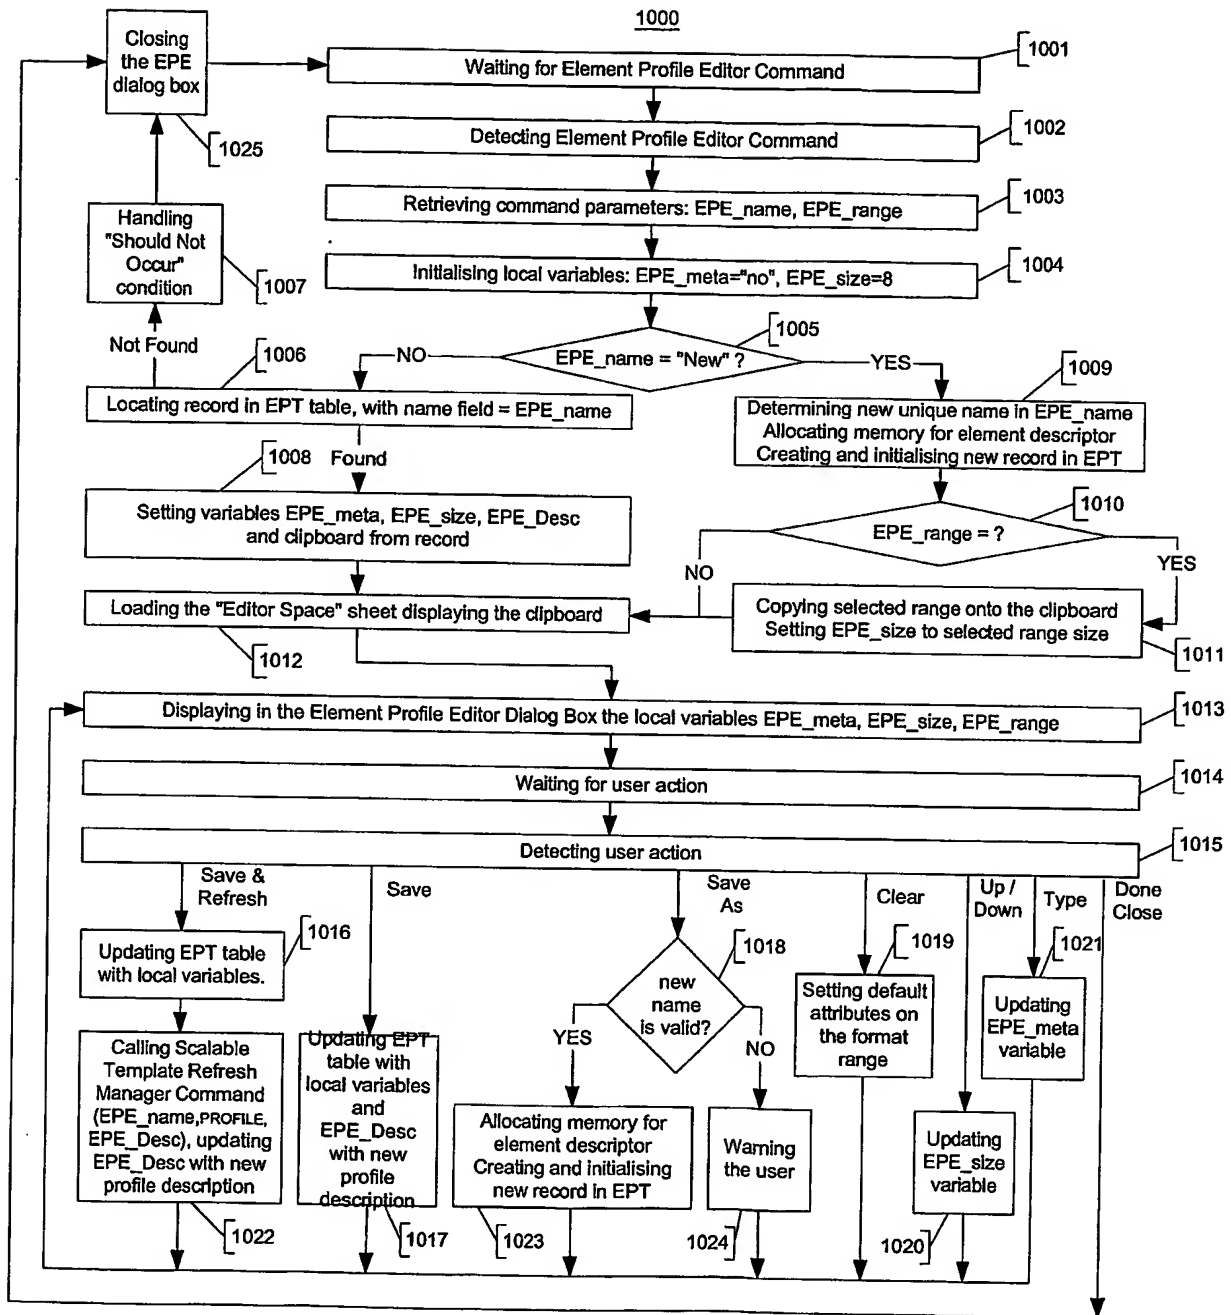 1000
Closing
the EPE
dialog box
1025
Waiting for Element Profile Editor Command
1001
Detecting Element Profile Editor Command
1002
Retrieving command parameters: EPE_name, EPE_range
1003
Handling
"Should Not
Occur"
condition
1007
Initialising local variables: EPE_meta="no", EPE_size=8
1004
Not Found
1006
NO
EPE_name = "New" ?
1005
YES
1009
Locating record in EPT table, with name field = EPE_name
Determining new unique name in EPE_name
Allocating memory for element descriptor
Creating and initialising new record in EPT
1008
Found
Setting variables EPE_meta, EPE_size, EPE_Desc
and clipboard from record
EPE_range = ?
1010
NO
YES
Loading the "Editor Space" sheet displaying the clipboard
1012
Copying selected range onto the clipboard
Setting EPE_size to selected range size
1011
Displaying in the Element Profile Editor Dialog Box the local variables EPE_meta, EPE_size, EPE_range
1013
Waiting for user action
1014
Detecting user action
1015
Save &
Refresh
Save
Save
As
Clear
Up /
Down
Type
Done
Close
1016
Updating EPT table
with local variables.
1018
new
name
is valid?
YES
NO
1019
Setting default
attributes on
the format
range
1021
Updating
EPE_meta
variable
Calling Scalable
Template Refresh
Manager Command
(EPE_name,PROFILE,
EPE_Desc), updating
EPE_Desc with new
profile description
1022
Updating EPT
table with
local variables
and
EPE_Desc
with new
profile
description
1017
Allocating memory for
element descriptor
Creating and initialising
new record in EPT
1023
Warning
the user
1024
Updating
EPE_size
variable
1020